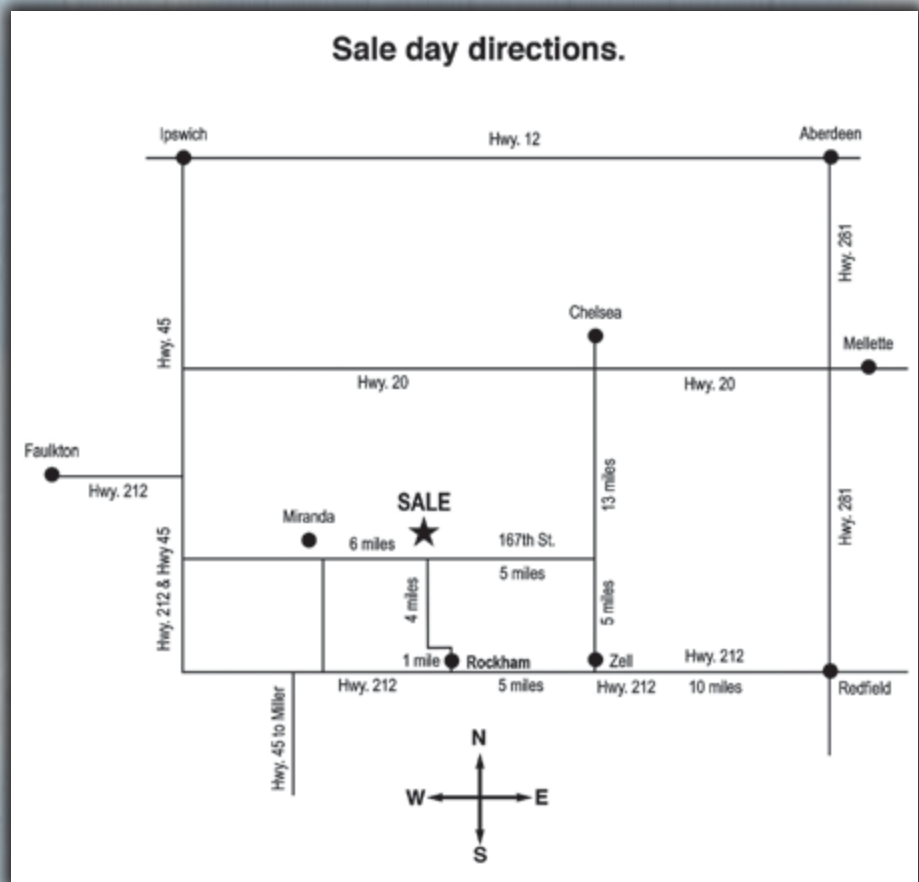 Sale day directions.
Ipswich
Hwy. 12
Aberdeen
Hwy. 281
Chelsea
Hwy. 45
Mellette
Hwy. 20
Hwy. 20
Faulkton
Hwy. 212
13 miles
SALE
Hwy. 281
Miranda
6 miles
167th St.
5 miles
Hwy. 212 & Hwy 45
4 miles
5 miles
1 mile
Rockham
Zell
Hwy. 212
Hwy. 212
5 miles
Hwy. 212
10 miles
Redfield
Hwy. 45 to Miller
N
W
E
S